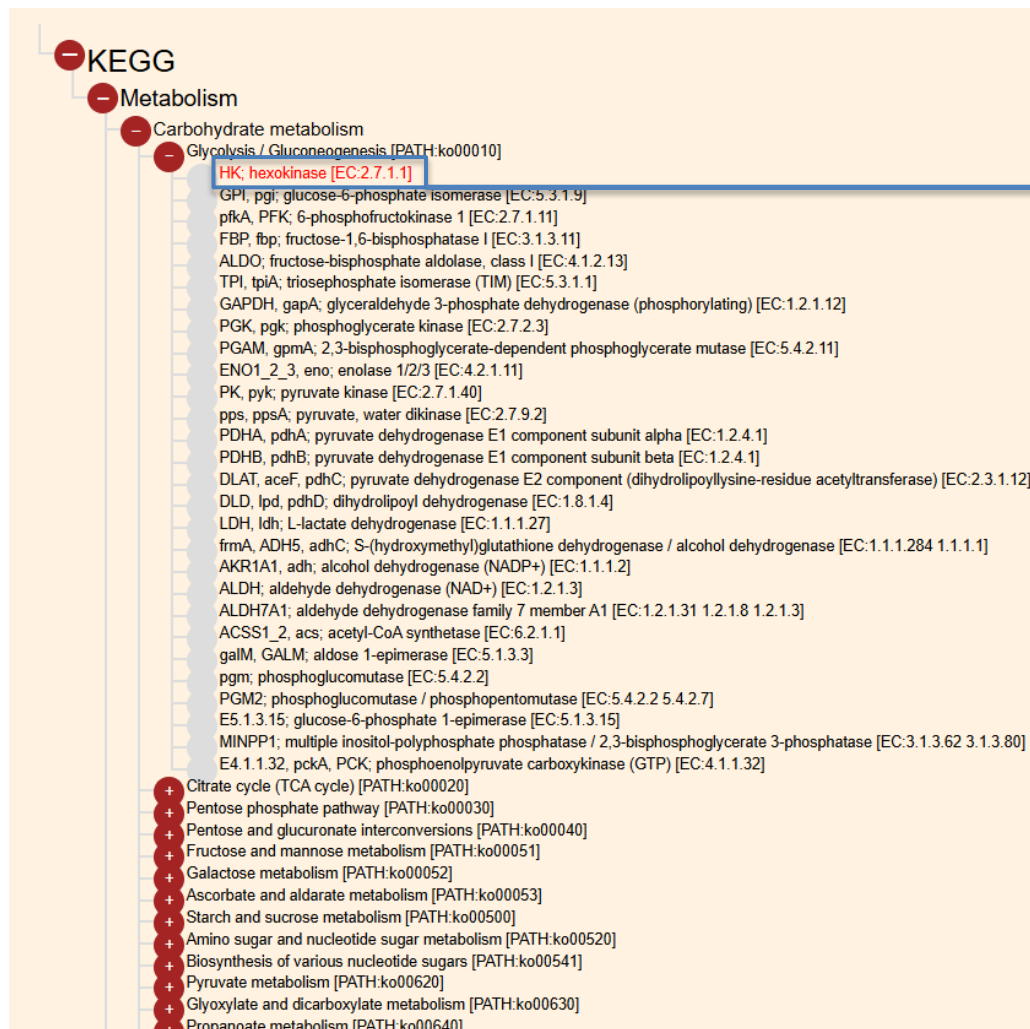 KEGG
Metabolism
Carbohydrate metabolism
Glycolysis / Gluconeogenesis [PATH:ko00010]
HK; hexokinase [EC:2.7.1.1]
GPI, pgi; glucose-6-phosphate isomerase [EC:5.3.1.9]
pfkA, PFK; 6-phosphofructokinase 1 [EC:2.7.1.11]
FBP, fbp; fructose-1,6-bisphosphatase I [EC:3.1.3.11]
ALDO; fructose-bisphosphate aldolase, class I [EC:4.1.2.13]
TPI, tpiA; triosephosphate isomerase (TIM) [EC:5.3.1.1]
GAPDH, gapA; glyceraldehyde 3-phosphate dehydrogenase (phosphorylating) [EC:1.2.1.12]
PGK, pgk; phosphoglycerate kinase [EC:2.7.2.3]
PGAM, gpmA; 2,3-bisphosphoglycerate-dependent phosphoglycerate mutase [EC:5.4.2.11]
ENO1_2_3, eno; enolase 1/2/3 [EC:4.2.1.11]
PK, pyk; pyruvate kinase [EC:2.7.1.40]
pps, ppsA; pyruvate, water dikinase [EC:2.7.9.2]
PDHA, pdhA; pyruvate dehydrogenase E1 component subunit alpha [EC:1.2.4.1]
PDHB, pdhB; pyruvate dehydrogenase E1 component subunit beta [EC:1.2.4.1]
DLAT, aceF, pdhC; pyruvate dehydrogenase E2 component (dihydrolipoyllysine-residue acetyltransferase) [EC:2.3.1.12]
DLD, lpd, pdhD; dihydrolipoyl dehydrogenase [EC:1.8.1.4]
LDH, ldh; L-lactate dehydrogenase [EC:1.1.1.27]
frmA, ADH5, adhC; S-(hydroxymethyl)glutathione dehydrogenase / alcohol dehydrogenase [EC:1.1.1.284 1.1.1.1]
AKR1A1, adh; alcohol dehydrogenase (NADP+) [EC:1.1.1.2]
ALDH; aldehyde dehydrogenase (NAD+) [EC:1.2.1.3]
ALDH7A1; aldehyde dehydrogenase family 7 member A1 [EC:1.2.1.31 1.2.1.8 1.2.1.3]
ACSS1_2, acs; acetyl-CoA synthetase [EC:6.2.1.1]
galM, GALM; aldose 1-epimerase [EC:5.1.3.3]
pgm; phosphoglucomutase [EC:5.4.2.2]
PGM2; phosphoglucomutase / phosphopentomutase [EC:5.4.2.2 5.4.2.7]
E5.1.3.15; glucose-6-phosphate 1-epimerase [EC:5.1.3.15]
MINPP1; multiple inositol-polyphosphate phosphatase / 2,3-bisphosphoglycerate 3-phosphatase [EC:3.1.3.62 3.1.3.80]
E4.1.1.32, pckA, PCK; phosphoenolpyruvate carboxykinase (GTP) [EC:4.1.1.32]
Citrate cycle (TCA cycle) [PATH:ko00020]
Pentose phosphate pathway [PATH:ko00030]
Pentose and glucuronate interconversions [PATH:ko00040]
Fructose and mannose metabolism [PATH:ko00051]
Galactose metabolism [PATH:ko00052]
Ascorbate and aldarate metabolism [PATH:ko00053]
Starch and sucrose metabolism [PATH:ko00500]
Amino sugar and nucleotide sugar metabolism [PATH:ko00520]
Biosynthesis of various nucleotide sugars [PATH:ko00541]
Pyruvate metabolism [PATH:ko00620]
Glyoxylate and dicarboxylate metabolism [PATH:ko00630]
Propanoate metabolism [PATH:ko00640]